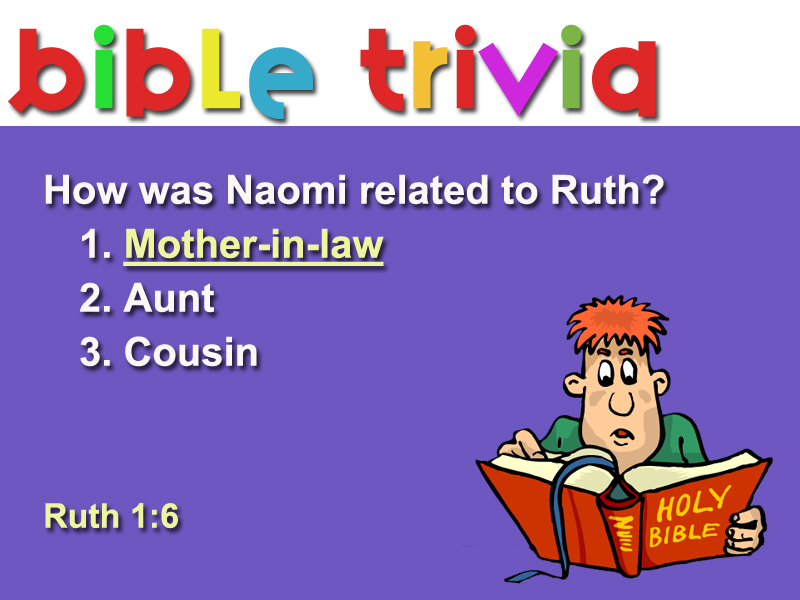 bible trivia
How was Naomi related to Ruth?
1. Mother-in-law
2. Aunt
3. Cousin
HOLY
BIBLE
Ruth 1:6